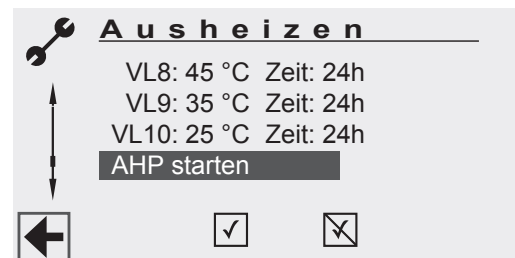 Ausheizen
VL8: 45 °C Zeit: 24h
VL9: 35 °C Zeit: 24h
VL10: 25 °C Zeit: 24h
AHP starten